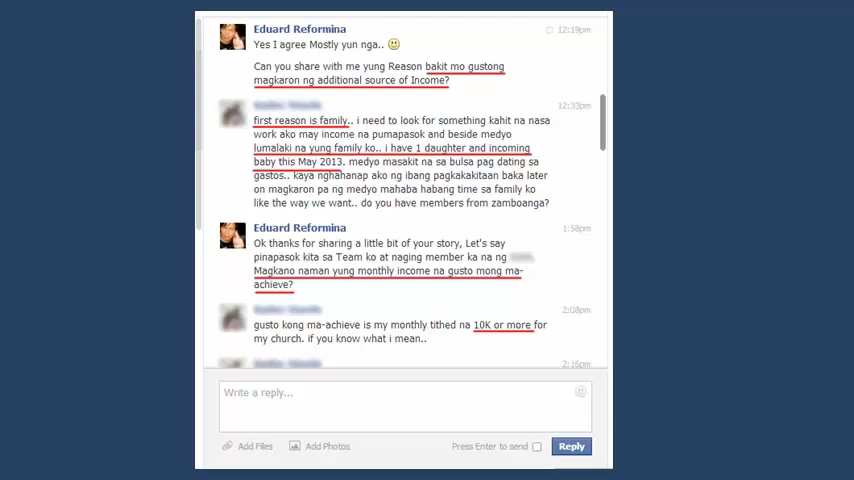 Eduard Reformina
12:19pm
Yes I agree Mostly yun nga..
Can you share with me yung Reason bakit mo gustong
magkaron ng additional source of Income?
12:33pm
first reason is family.. i need to look for something kahit na nasa
work ako may income na pumapasok and beside medyo
lumalaki na yung family ko.. i have 1 daughter and incoming
baby this May 2013. medyo masakit na sa bulsa pag dating sa
gastos.. kaya nghahanap ako ng ibang pagkakakitaan baka later
on magkaron pa ng medyo mahaba habang time sa family ko
like the way we want.. do you have members from zamboanga?
Eduard Reformina
1:58pm
Ok thanks for sharing a little bit of your story, Let's say
pinapasok kita sa Team ko at naging member ka na ng
Magkano naman yung monthly income na gusto mong ma-
achieve?
2:08pm
gusto kong ma-achieve is my monthly tithed na 10K or more for
my church. if you know what i mean..
2:16pm
Write a reply...
Add Files
Add Photos
Press Enter to send
Reply